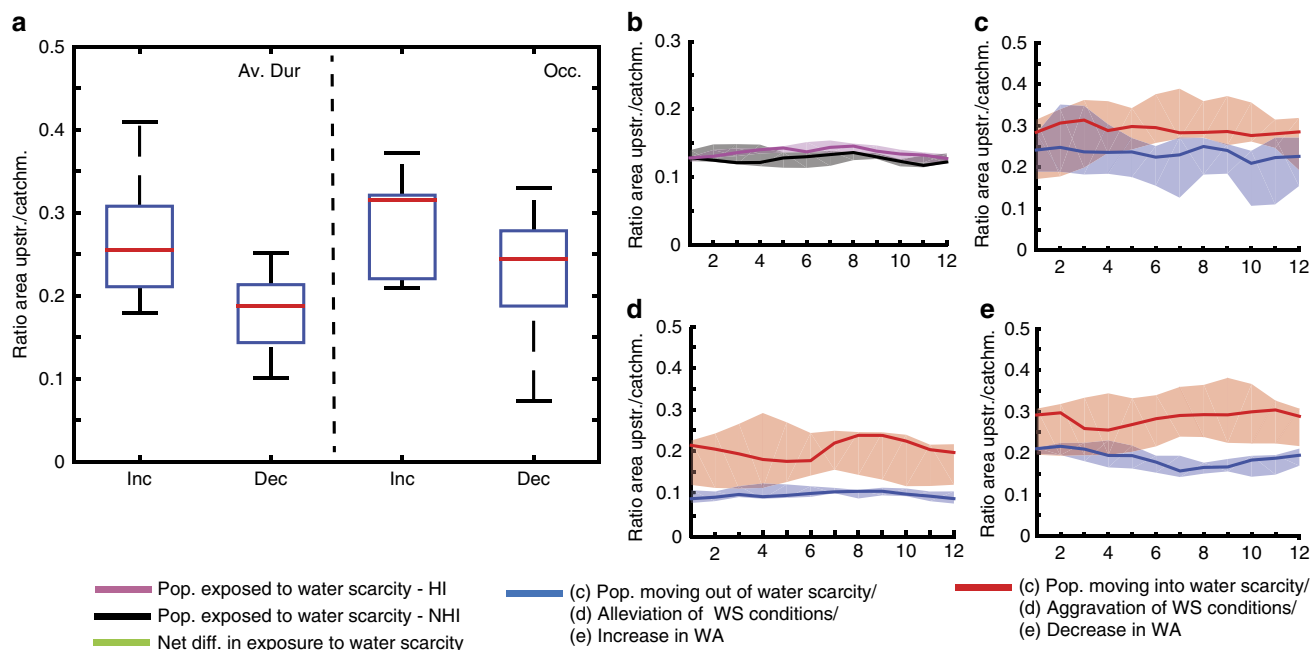 a
Ratio area upstr./catchm.
0.5
0.4
0.3
0.2
0.1
0
Av. Dur
Occ.
Inc
Dec
Inc
Dec
b
Ratio area upstr./catchm.
0.3
0.2
0.1
0
2 4 6 8 10 12
c
Ratio area upstr./catchm.
0.5
0.4
0.3
0.2
0.1
0
2 4 6 8 10 12
d
Ratio area upstr./catchm.
0.5
0.4
0.3
0.2
0.1
0
2 4 6 8 10 12
e
Ratio area upstr./catchm.
0.5
0.4
0.3
0.2
0.1
0
2 4 6 8 10 12
Pop. exposed to water scarcity - HI
Pop. exposed to water scarcity - NHI
Net diff. in exposure to water scarcity
(c) Pop. moving out of water scarcity/
(d) Alleviation of WS conditions/
(e) Increase in WA
(c) Pop. moving into water scarcity/
(d) Aggravation of WS conditions/
(e) Decrease in WA